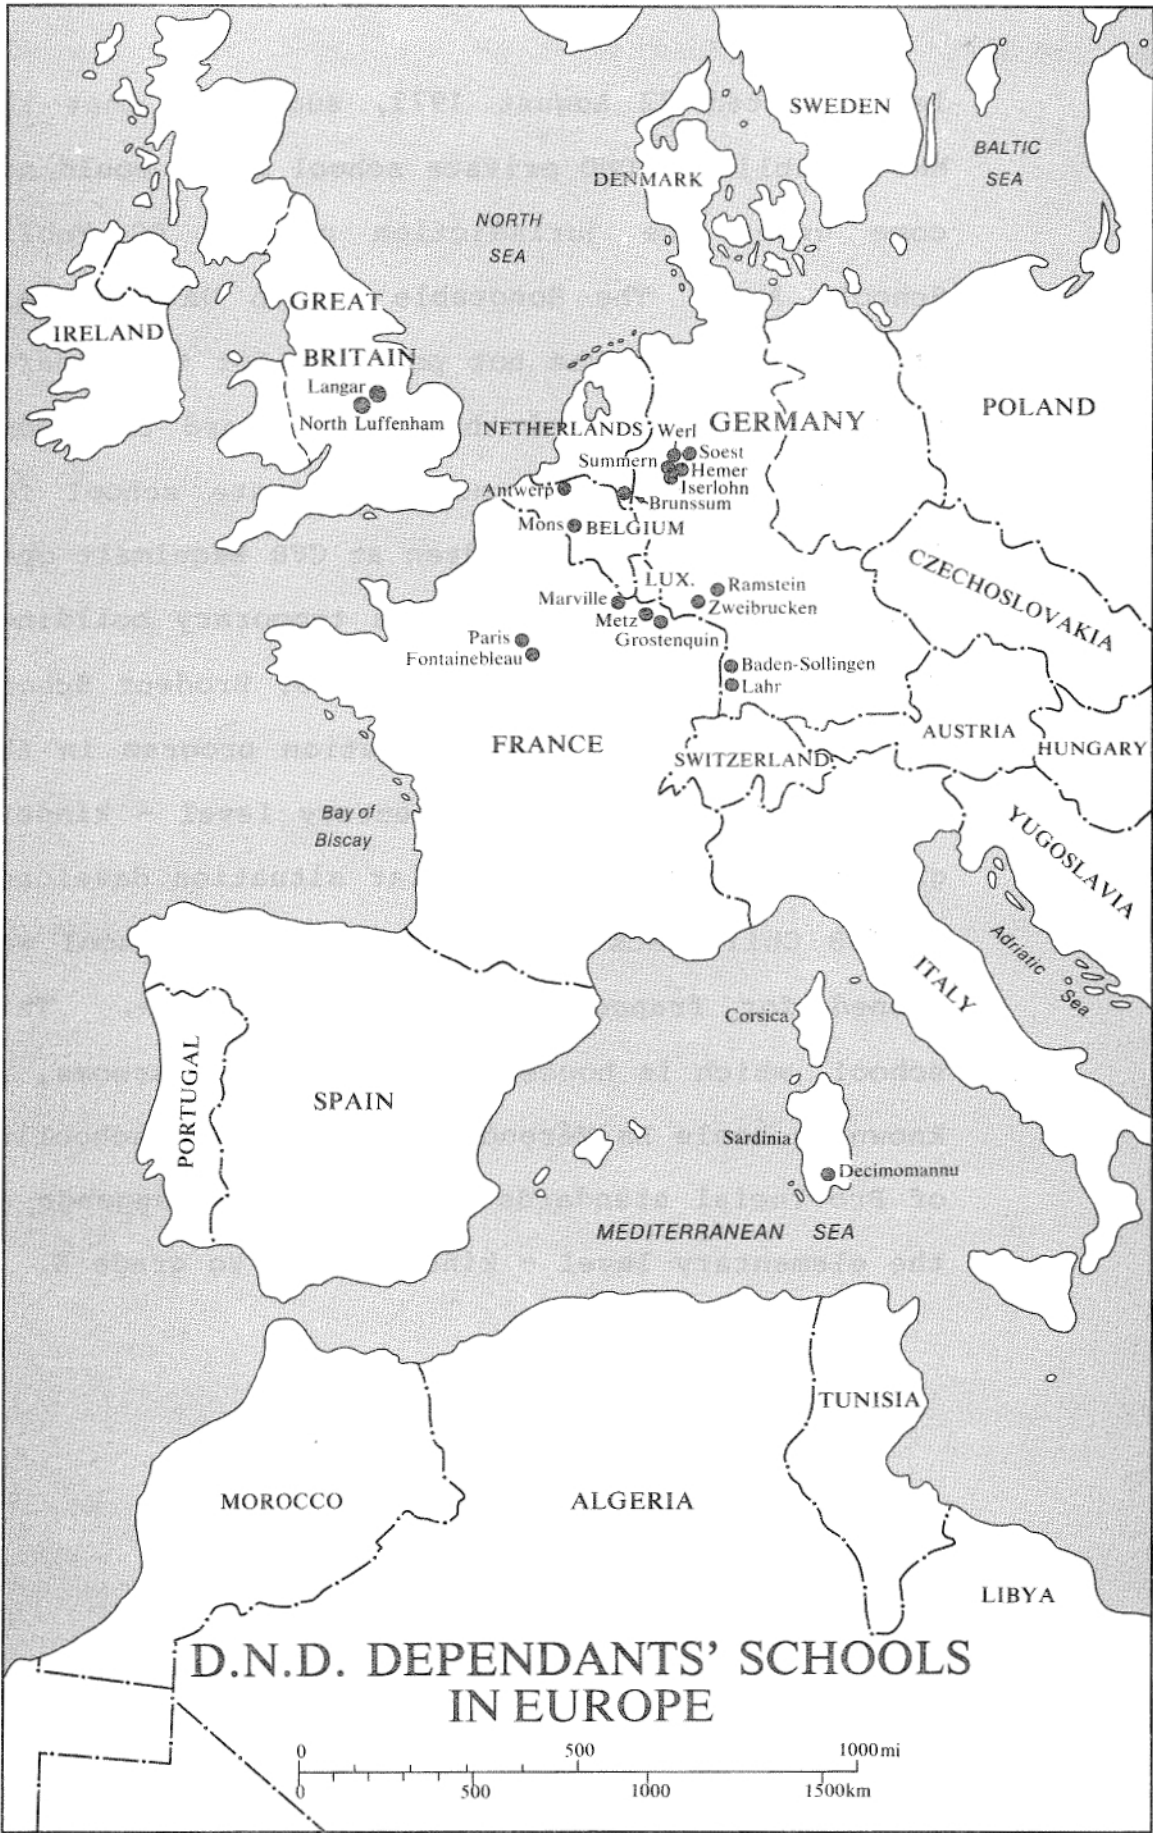 SWEDEN
BALTIC
SEA
DENMARK
NORTH
SEA
GREAT
BRITAIN
IRELAND
Langar
North Luffenham
NETHERLANDS
GERMANY
POLAND
Werl
Soest
Summern
Hemer
Iserlohn
Antwerp
Brunssum
Mons
BELGIUM
LUX.
CZECHOSLOVAKIA
Ramstein
Marville
Zweibrucken
Metz
Grostenquin
Paris
Fontainebleau
Baden-Sollingen
Lahr
FRANCE
SWITZERLAND
AUSTRIA
HUNGARY
Bay of
Biscay
YUGOSLAVIA
Adriatic
Sea
ITALY
Corsica
PORTUGAL
SPAIN
Sardinia
Decimomannu
MEDITERRANEAN SEA
TUNISIA
MOROCCO
ALGERIA
LIBYA
D.N.D. DEPENDANTS' SCHOOLS
IN EUROPE
0 500 1000mi
0 500 1000 1500km